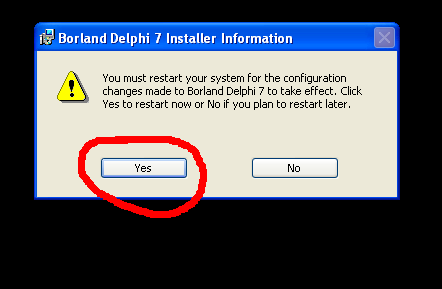 Borland Delphi 7 Installer Information
You must restart your system for the configuration
changes made to Borland Delphi 7 to take effect. Click
Yes to restart now or No if you plan to restart later.
Yes
No